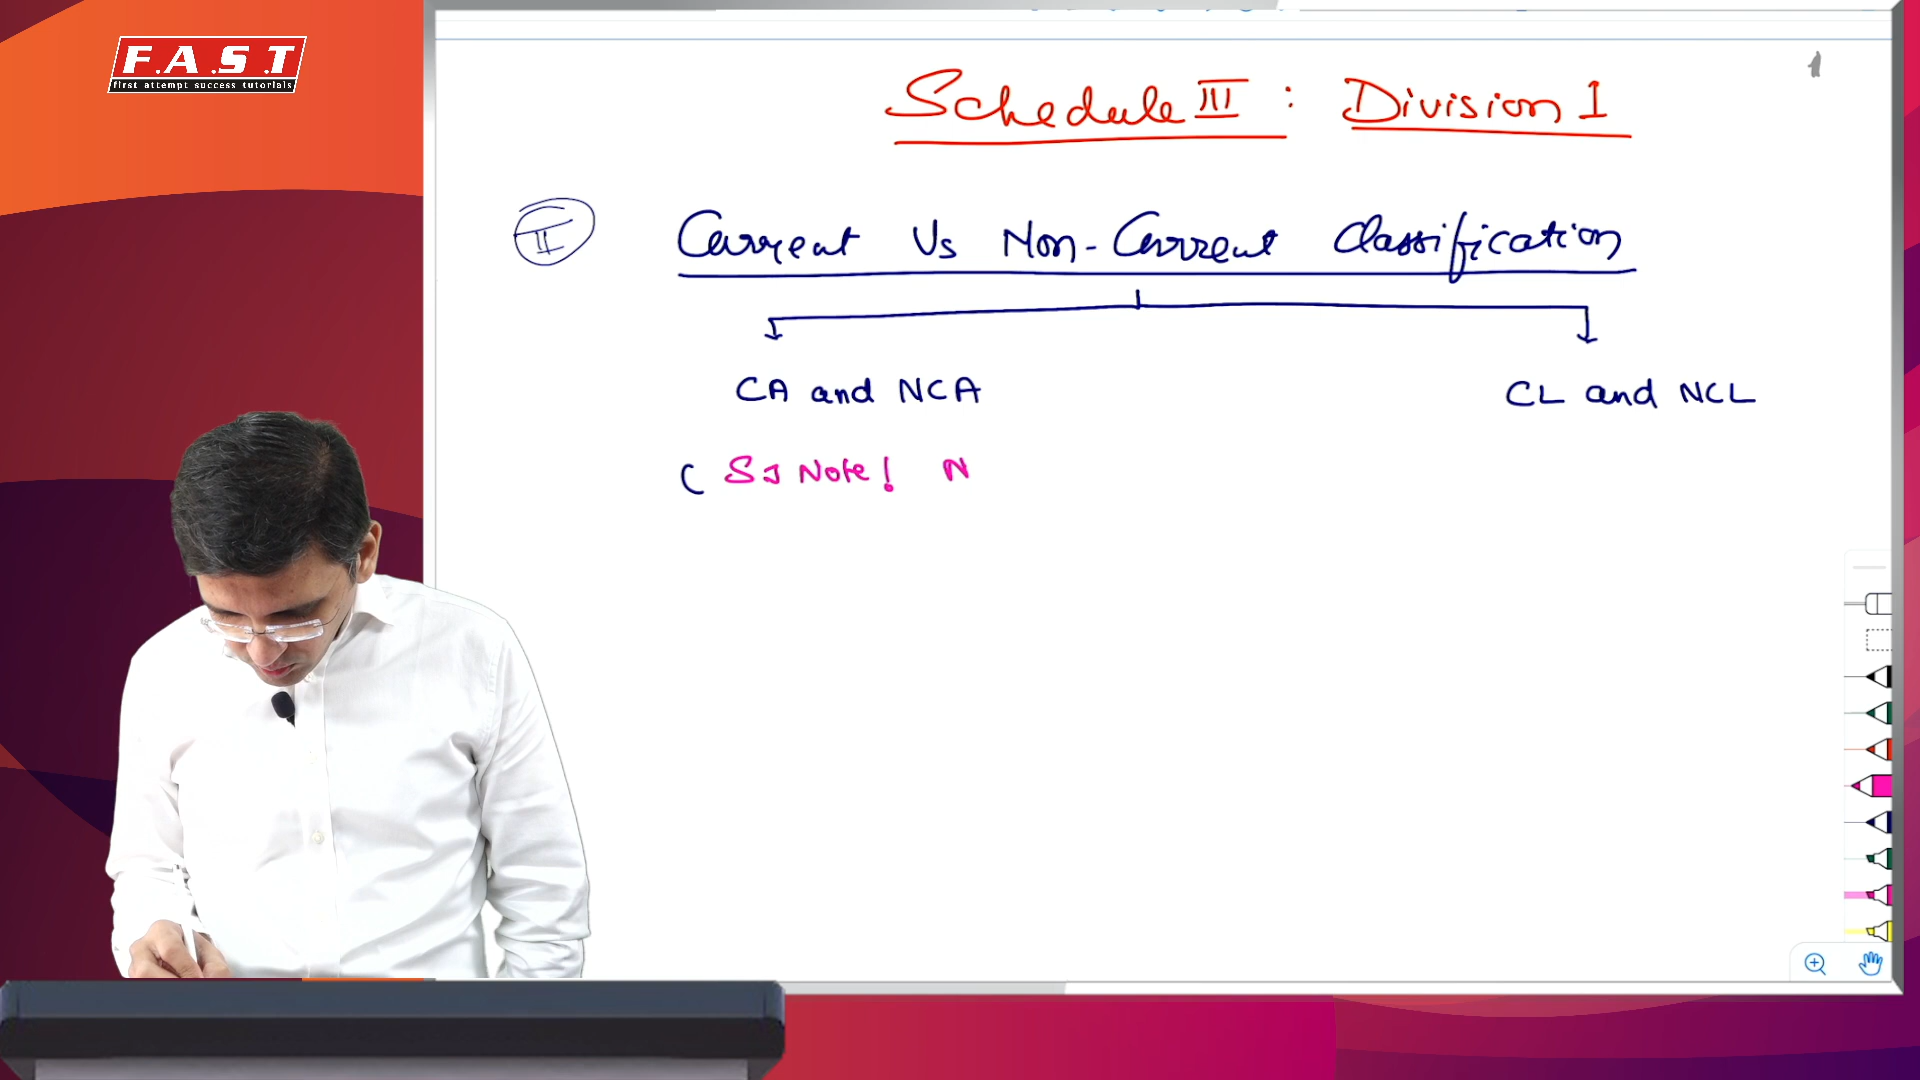 F.A.S.T
first attempt success tutorials
1
Schedule III : Division I
II Current Vs Non-Current Classification
CA and NCA CL and NCL
( SJ Note! N